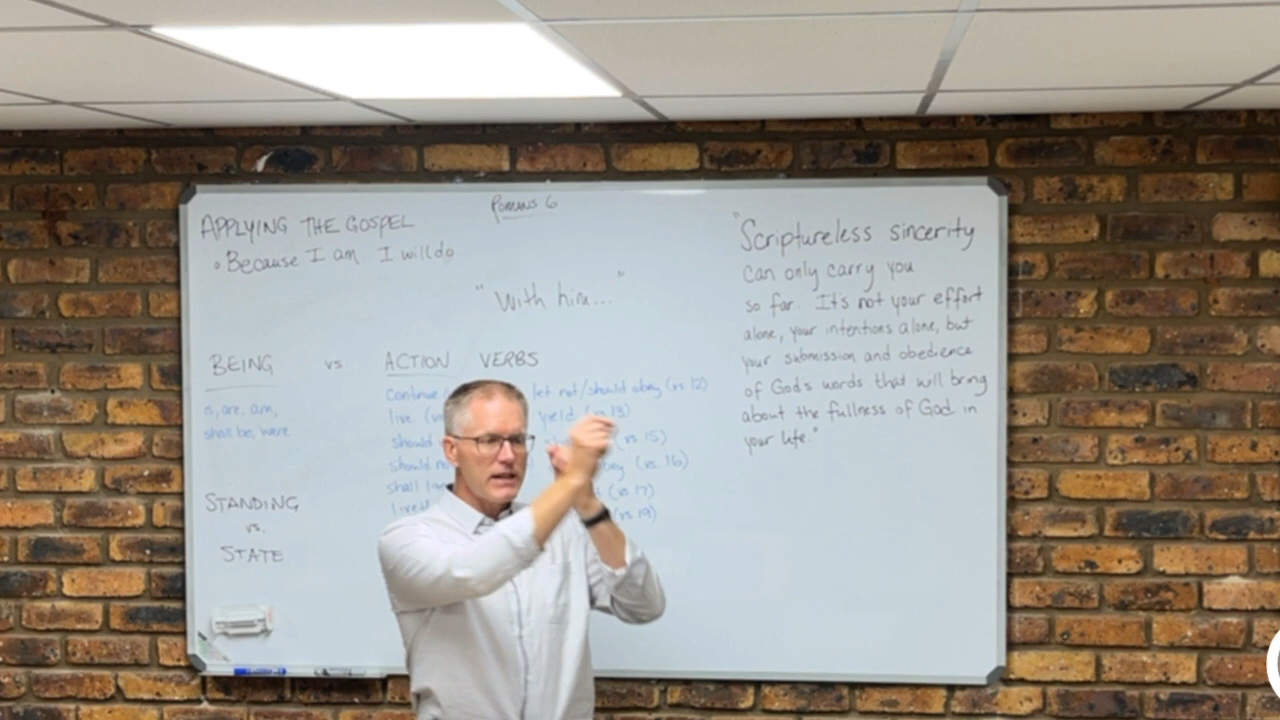 Romans 6
APPLYING THE GOSPEL
• Because I am I will do
"With him..."
BEING vs ACTION VERBS
is, are, am,
shall be, were
Continue let not/should obey (vs 12)
live yield (vs 13)
should (vs. 15)
should obey (vs. 16)
shall (vs 17)
(vs 19)
STANDING
vs.
STATE
"Scriptureless sincerity
can only carry you
so far. It's not your effort
alone, your intentions alone, but
your submission and obedience
of God's words that will bring
about the fullness of God in
your life."